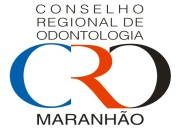 CONSELHO
REGIONAL DE
ODONTOLOGIA
CRO
MARANHÃO